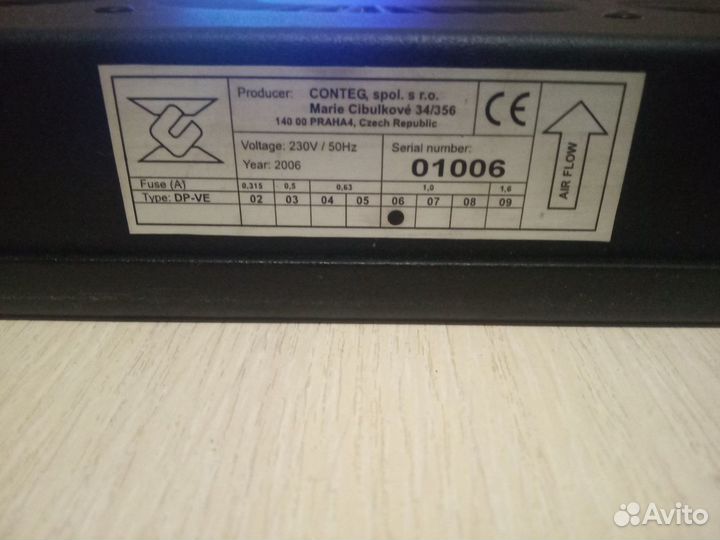 Producer: CONTEG, spol. s r.o.
Marie Cibulkové 34/356
140 00 PRAHA4, Czech Republic
CE
Voltage: 230V / 50Hz
Year: 2006
Serial number:
01006
AIR FLOW
Fuse (A) 0,315 0,5 0,63 1,0 1,6
Type: DP-VE 02 03 04 05 06 07 08 09
Avito